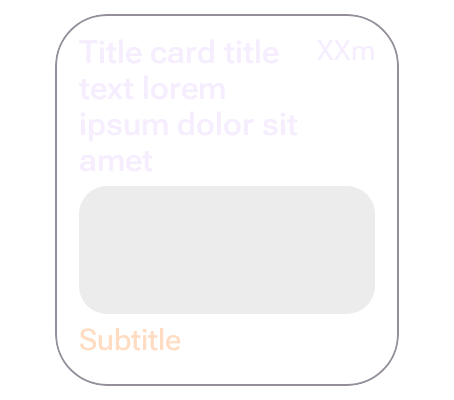 Title card title XXm
text lorem
ipsum dolor sit
amet
Subtitle